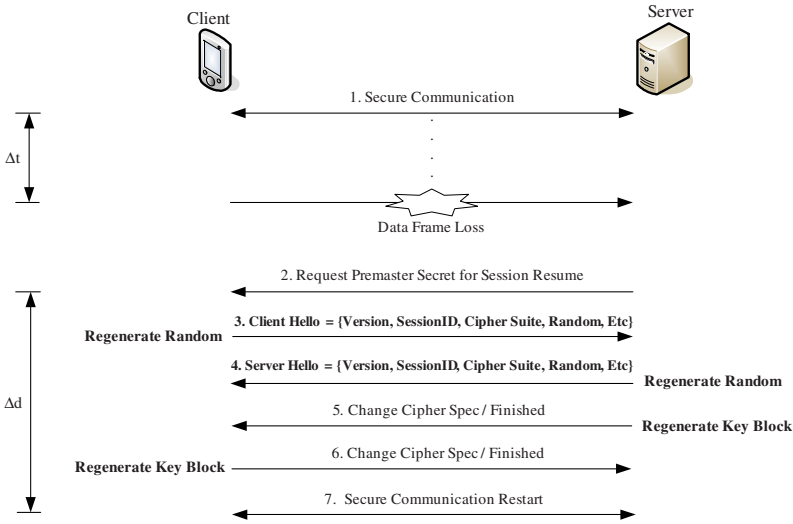 Client
Server
1. Secure Communication
Δt
Data Frame Loss
2. Request Premaster Secret for Session Resume
3. Client Hello = {Version, SessionID, Cipher Suite, Random, Etc}
Regenerate Random
4. Server Hello = {Version, SessionID, Cipher Suite, Random, Etc}
Regenerate Random
Δd
5. Change Cipher Spec / Finished
Regenerate Key Block
6. Change Cipher Spec / Finished
Regenerate Key Block
7. Secure Communication Restart